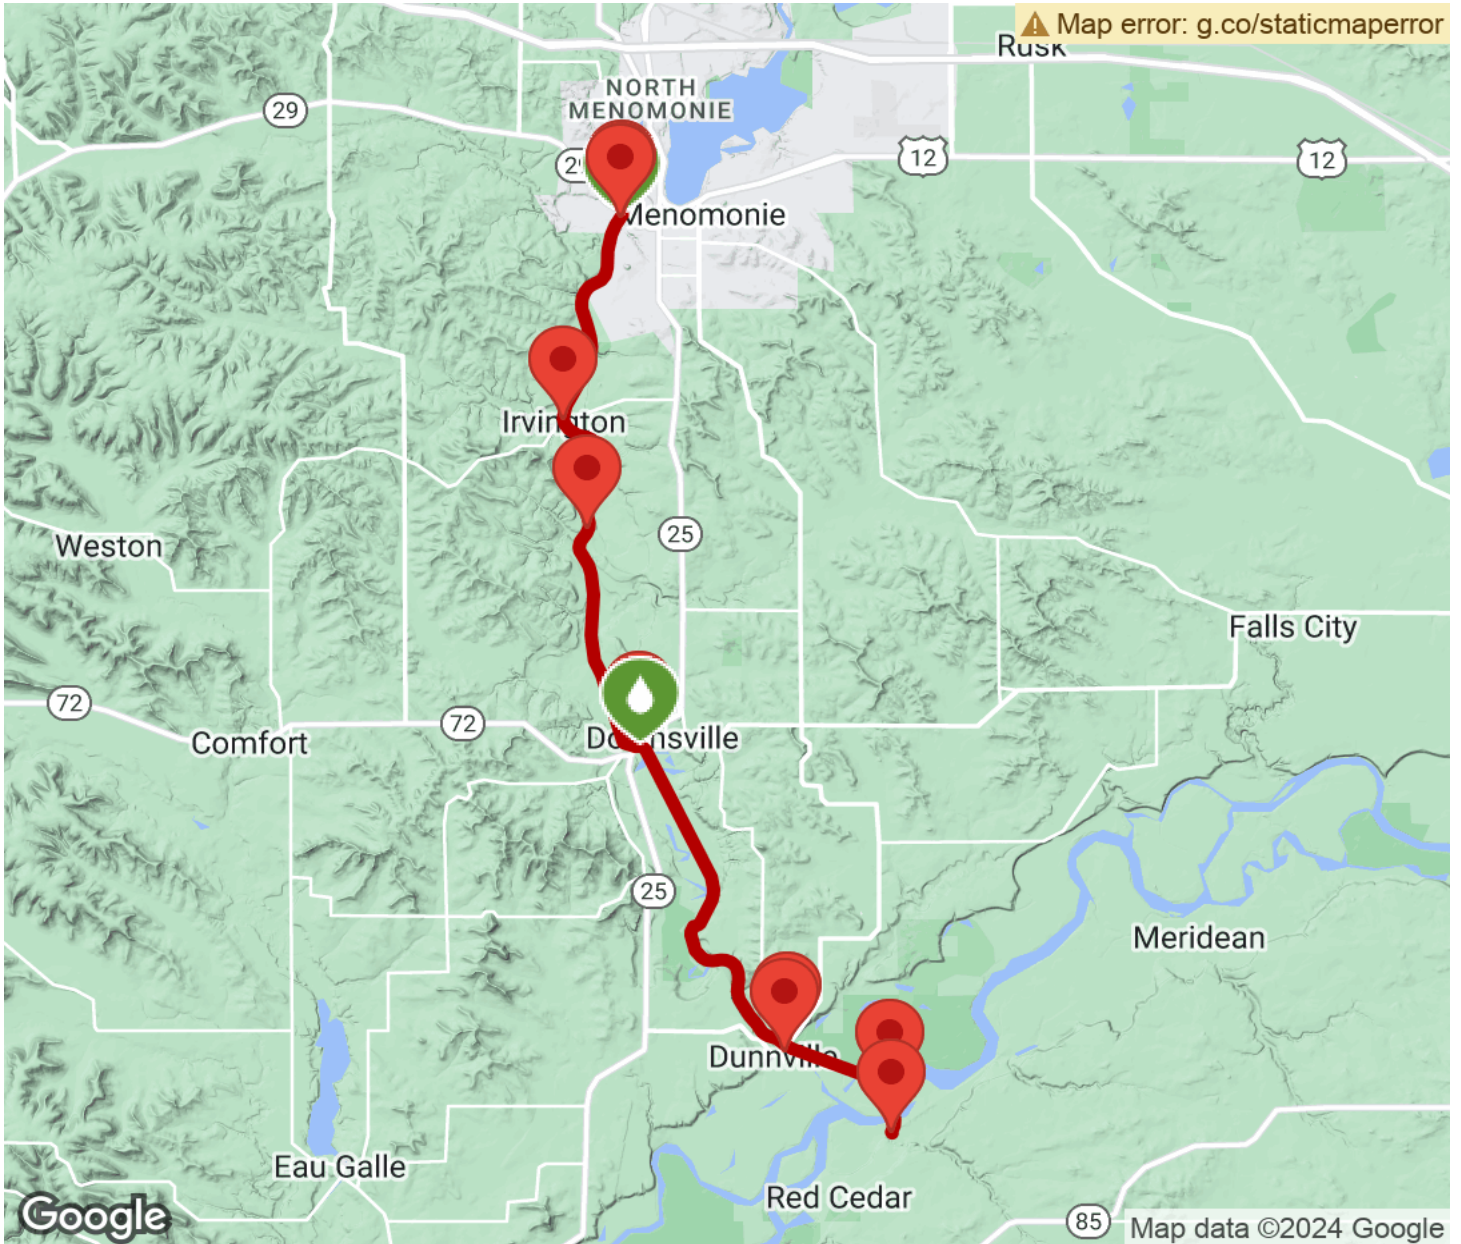 Map error: g.co/staticmaperror
Rusk
NORTH
MENOMONIE
29
12
12
Menomonie
Irvington
25
Weston
Falls City
72
72
Comfort
25
Meridean
Dunnville
Eau Galle
Red Cedar
85
Google
Map data ©2024 Google